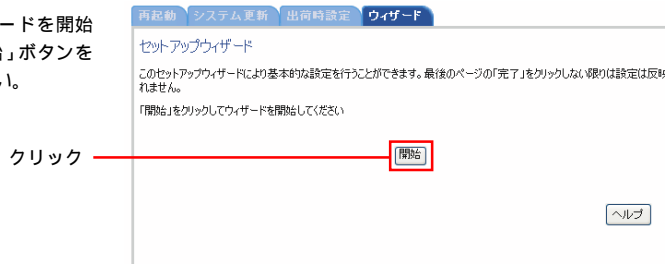 ードを開始
」ボタンを
い。
クリック
再起動 システム更新 出荷時設定 ウィザード
セットアップウィザード
このセットアップウィザードにより基本的な設定を行うことができます。最後のページの「完了」をクリックしない限りは設定は反映
れません。
「開始」をクリックしてウィザードを開始してください
開始
ヘルプ